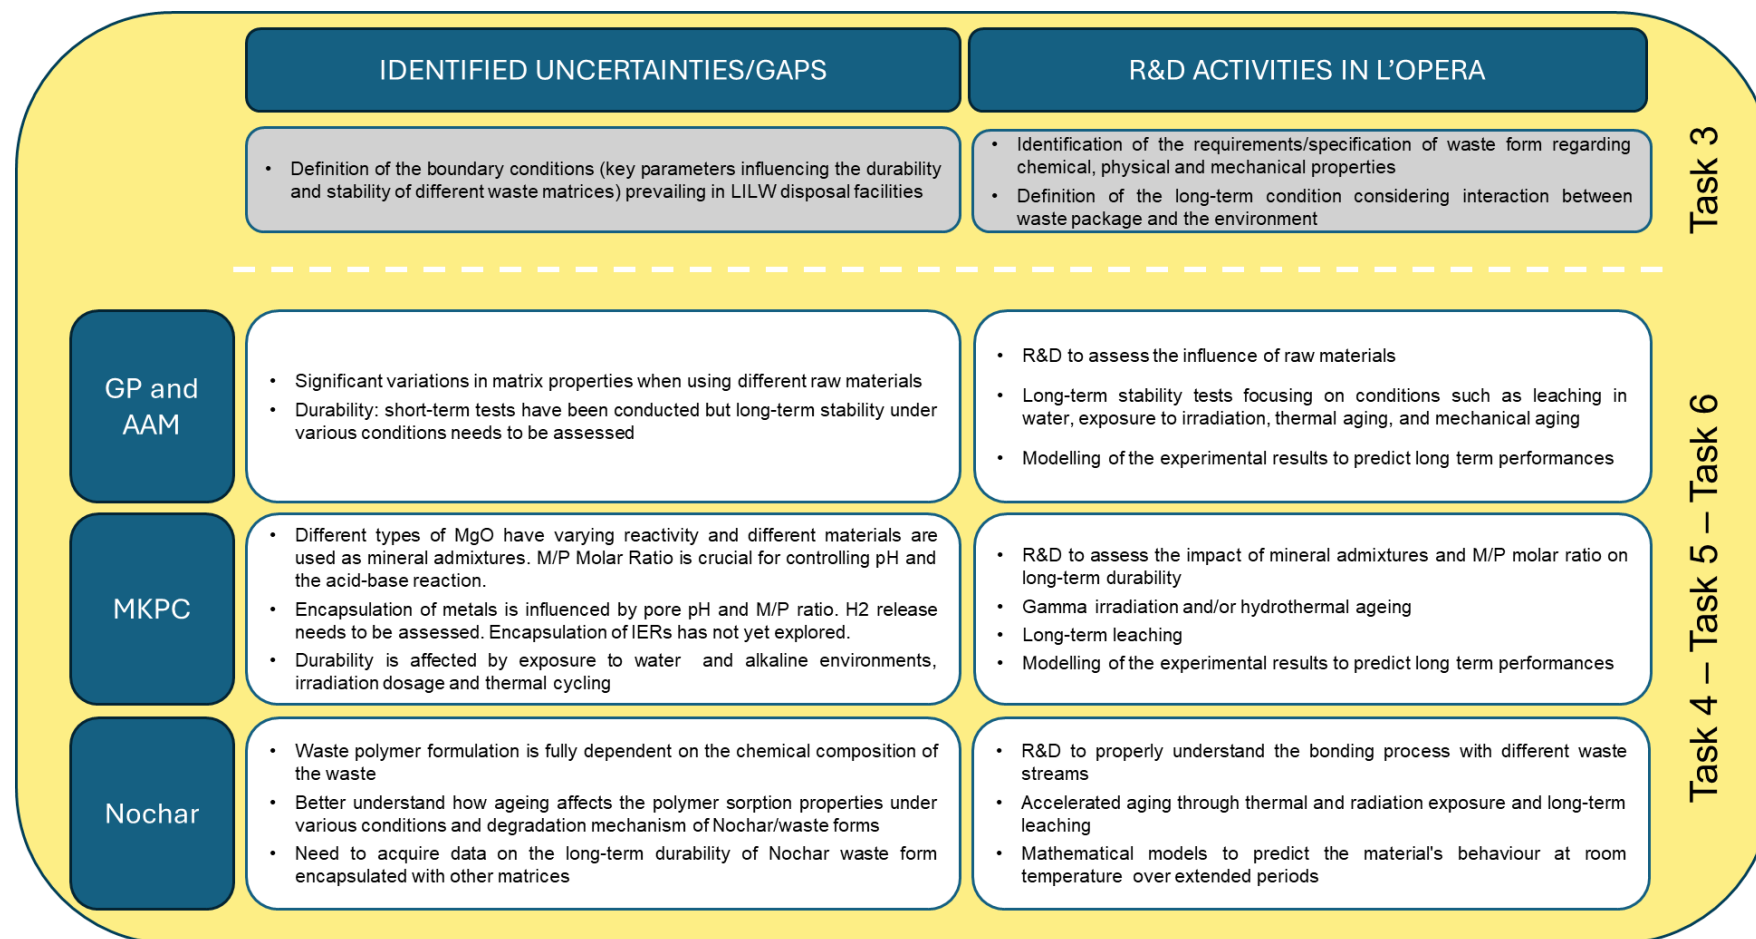 IDENTIFIED UNCERTAINTIES/GAPS
R&D ACTIVITIES IN L'OPERA
• Definition of the boundary conditions (key parameters influencing the durability
and stability of different waste matrices) prevailing in LILW disposal facilities
• Identification of the requirements/specification of waste form regarding
chemical, physical and mechanical properties
• Definition of the long-term condition considering interaction between
waste package and the environment
Task 3
GP and
AAM
• Significant variations in matrix properties when using different raw materials
• Durability: short-term tests have been conducted but long-term stability under
various conditions needs to be assessed
• R&D to assess the influence of raw materials
• Long-term stability tests focusing on conditions such as leaching in
water, exposure to irradiation, thermal aging, and mechanical aging
• Modelling of the experimental results to predict long term performances
MKPC
• Different types of MgO have varying reactivity and different materials are
used as mineral admixtures. M/P Molar Ratio is crucial for controlling pH and
the acid-base reaction.
• Encapsulation of metals is influenced by pore pH and M/P ratio. H2 release
needs to be assessed. Encapsulation of IERs has not yet explored.
• Durability is affected by exposure to water and alkaline environments,
irradiation dosage and thermal cycling
• R&D to assess the impact of mineral admixtures and M/P molar ratio on
long-term durability
• Gamma irradiation and/or hydrothermal ageing
• Long-term leaching
• Modelling of the experimental results to predict long term performances
Nochar
• Waste polymer formulation is fully dependent on the chemical composition of
the waste
• Better understand how ageing affects the polymer sorption properties under
various conditions and degradation mechanism of Nochar/waste forms
• Need to acquire data on the long-term durability of Nochar waste form
encapsulated with other matrices
• R&D to properly understand the bonding process with different waste
streams
• Accelerated aging through thermal and radiation exposure and long-term
leaching
• Mathematical models to predict the material's behaviour at room
temperature over extended periods
Task 4 – Task 5 – Task 6